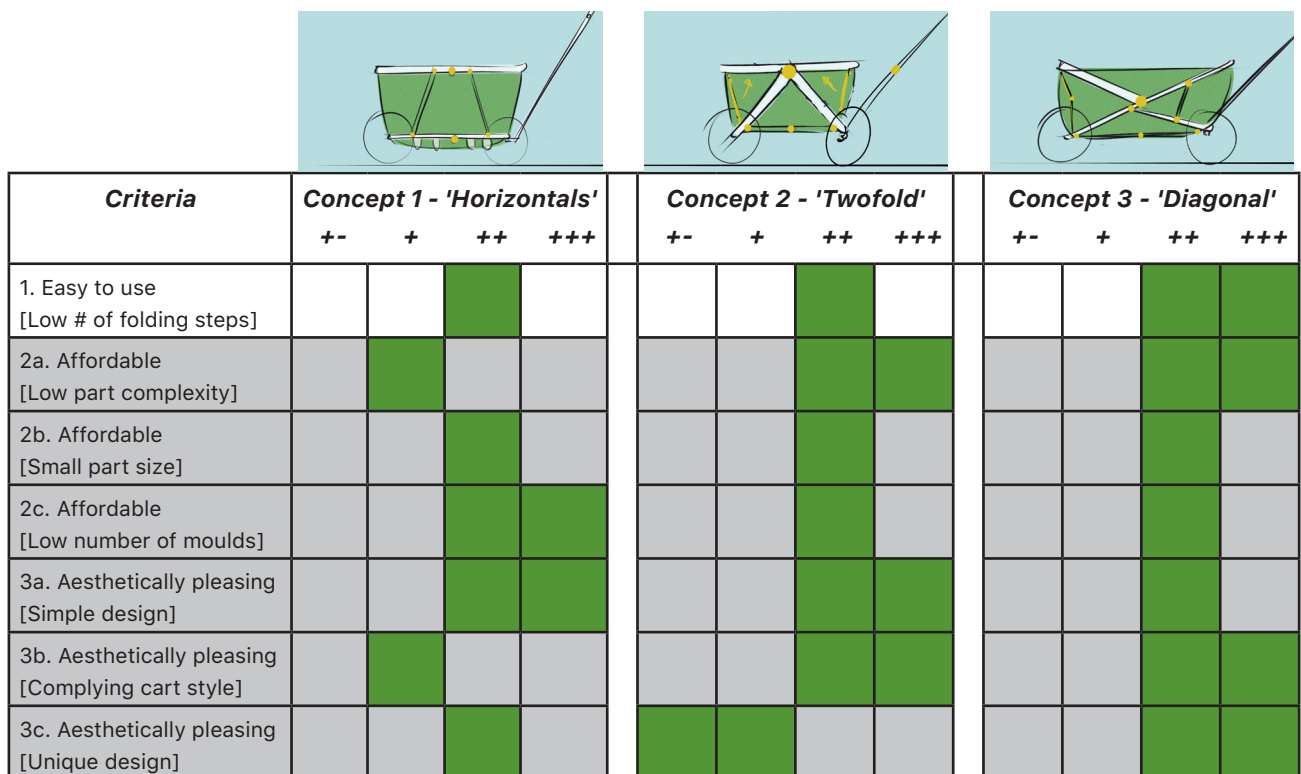 Criteria
Concept 1 - 'Horizontals'
Concept 2 - 'Twofold'
Concept 3 - 'Diagonal'
+- + ++ +++
+- + ++ +++
+- + ++ +++
1. Easy to use
[Low # of folding steps]
2a. Affordable
[Low part complexity]
2b. Affordable
[Small part size]
2c. Affordable
[Low number of moulds]
3a. Aesthetically pleasing
[Simple design]
3b. Aesthetically pleasing
[Complying cart style]
3c. Aesthetically pleasing
[Unique design]